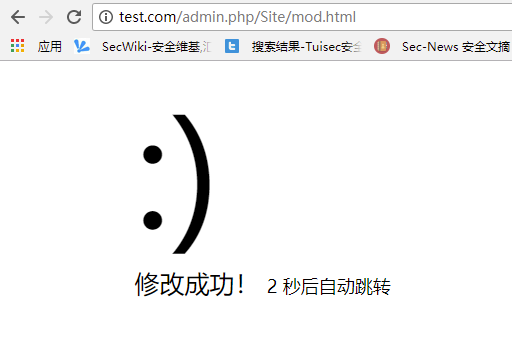 test.com/admin.php/Site/mod.html
应用 SecWiki-安全维基,汇 搜索结果-Tuisec安全 Sec-News 安全文摘
:)
修改成功！ 2 秒后自动跳转